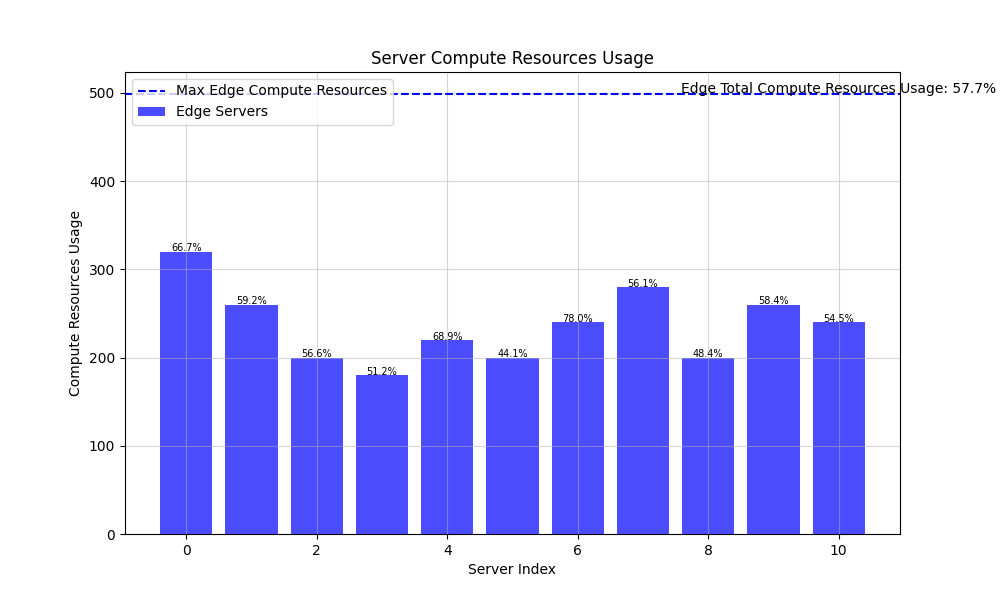 Server Compute Resources Usage
Max Edge Compute Resources
Edge Servers
Edge Total Compute Resources Usage: 57.7%
Compute Resources Usage
500
400
300
200
100
0
66.7%
59.2%
56.6%
51.2%
68.9%
44.1%
78.0%
56.1%
48.4%
58.4%
54.5%
0 2 4 6 8 10
Server Index